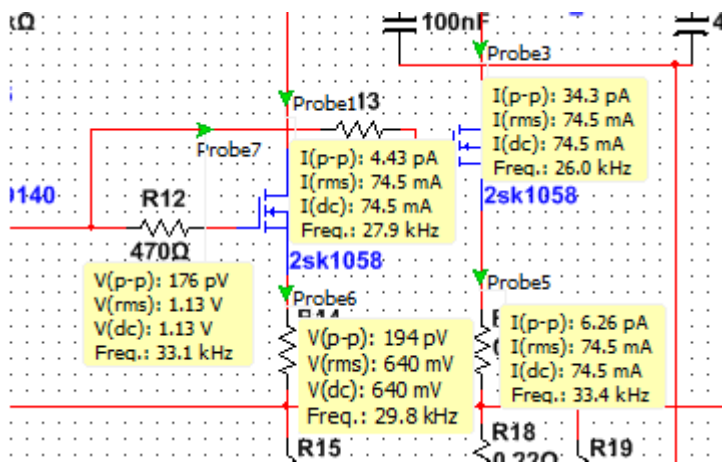 kΩ
100nF
4
Probe3
Probe1
13
Probe7
I(p-p): 34.3 pA
I(rms): 74.5 mA
I(dc): 74.5 mA
Freq.: 26.0 kHz
I(p-p): 4.43 pA
I(rms): 74.5 mA
I(dc): 74.5 mA
Freq.: 27.9 kHz
9140
R12
470Ω
2sk1058
2sk1058
V(p-p): 176 pV
V(rms): 1.13 V
V(dc): 1.13 V
Freq.: 33.1 kHz
Probe6
Probe5
V(p-p): 194 pV
V(rms): 640 mV
V(dc): 640 mV
Freq.: 29.8 kHz
I(p-p): 6.26 pA
I(rms): 74.5 mA
I(dc): 74.5 mA
Freq.: 33.4 kHz
R15
R18
0.22Ω
R19